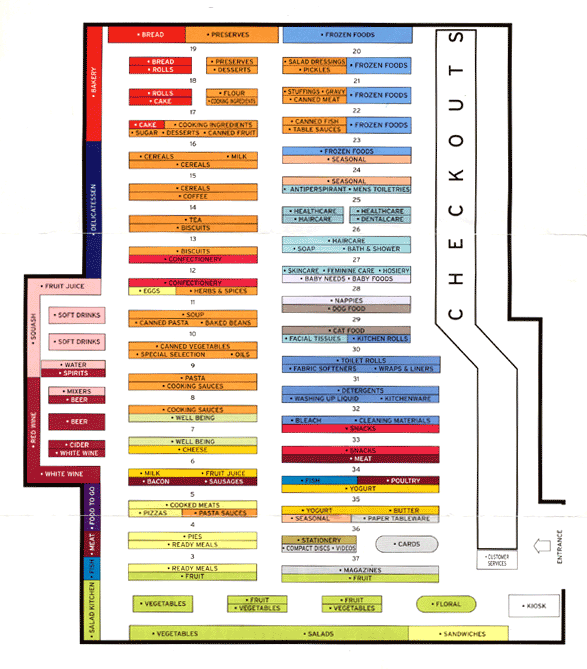 • BREAD • PRESERVES • FROZEN FOODS
19
20
• BREAD
• ROLLS
• PRESERVES
• DESSERTS
• SALAD DRESSINGS
• PICKLES
• FROZEN FOODS
18
21
• ROLLS
• CAKE
• FLOUR
• COOKING INGREDIENTS
• STUFFINGS • GRAVY
• CANNED MEAT
• FROZEN FOODS
17
22
• CAKE • COOKING INGREDIENTS
• SUGAR • DESSERTS • CANNED FRUIT
• CANNED FISH
• TABLE SAUCES
• FROZEN FOODS
16
23
• CEREALS • MILK
• CEREALS
• FROZEN FOODS
• SEASONAL
15
24
• CEREALS
• COFFEE
• SEASONAL
• ANTIPERSPIRANT • MENS TOILETRIES
14
25
• TEA
• BISCUITS
• HEALTHCARE
• HAIRCARE
• HEALTHCARE
• DENTALCARE
13
26
• BISCUITS
• CONFECTIONERY
• HAIRCARE
• SOAP • BATH & SHOWER
12
27
• CONFECTIONERY
• EGGS • HERBS & SPICES
• SKINCARE • FEMININE CARE • HOSIERY
• BABY NEEDS • BABY FOODS
11
28
• SOUP
• CANNED PASTA • BAKED BEANS
• NAPPIES
• DOG FOOD
10
29
• CANNED VEGETABLES
• SPECIAL SELECTION • OILS
• CAT FOOD
• FACIAL TISSUES • KITCHEN ROLLS
9
30
• PASTA
• COOKING SAUCES
• TOILET ROLLS
• FABRIC SOFTENERS • WRAPS & LINERS
8
31
• COOKING SAUCES
• WELL BEING
• DETERGENTS
• WASHING UP LIQUID • KITCHENWARE
7
32
• WELL BEING
• CHEESE
• BLEACH • CLEANING MATERIALS
• SNACKS
6
33
• MILK • FRUIT JUICE
• BACON • SAUSAGES
• SNACKS
• MEAT
5
34
• COOKED MEATS
• PIZZAS • PASTA SAUCES
• FISH • POULTRY
• YOGURT
4
35
• PIES
• READY MEALS
• YOGURT • BUTTER
• SEASONAL • PAPER TABLEWARE
3
36
• READY MEALS
• FRUIT
• STATIONERY
• COMPACT DISCS • VIDEOS
• CARDS
37
• MAGAZINES
• FRUIT
• VEGETABLES
• FRUIT
• VEGETABLES
• FRUIT
• VEGETABLES
• FLORAL
• KIOSK
• VEGETABLES • SALADS • SANDWICHES
• BAKERY
• DELICATESSEN
• FRUIT JUICE
• SQUASH
• SOFT DRINKS
• SOFT DRINKS
• WATER
• SPIRITS
• MIXERS
• BEER
• RED WINE
• BEER
• CIDER
• WHITE WINE
• WHITE WINE
• FOOD TO GO
• MEAT
• FISH
• SALAD KITCHEN
CHECKOUTS
• CUSTOMER
SERVICES
ENTRANCE